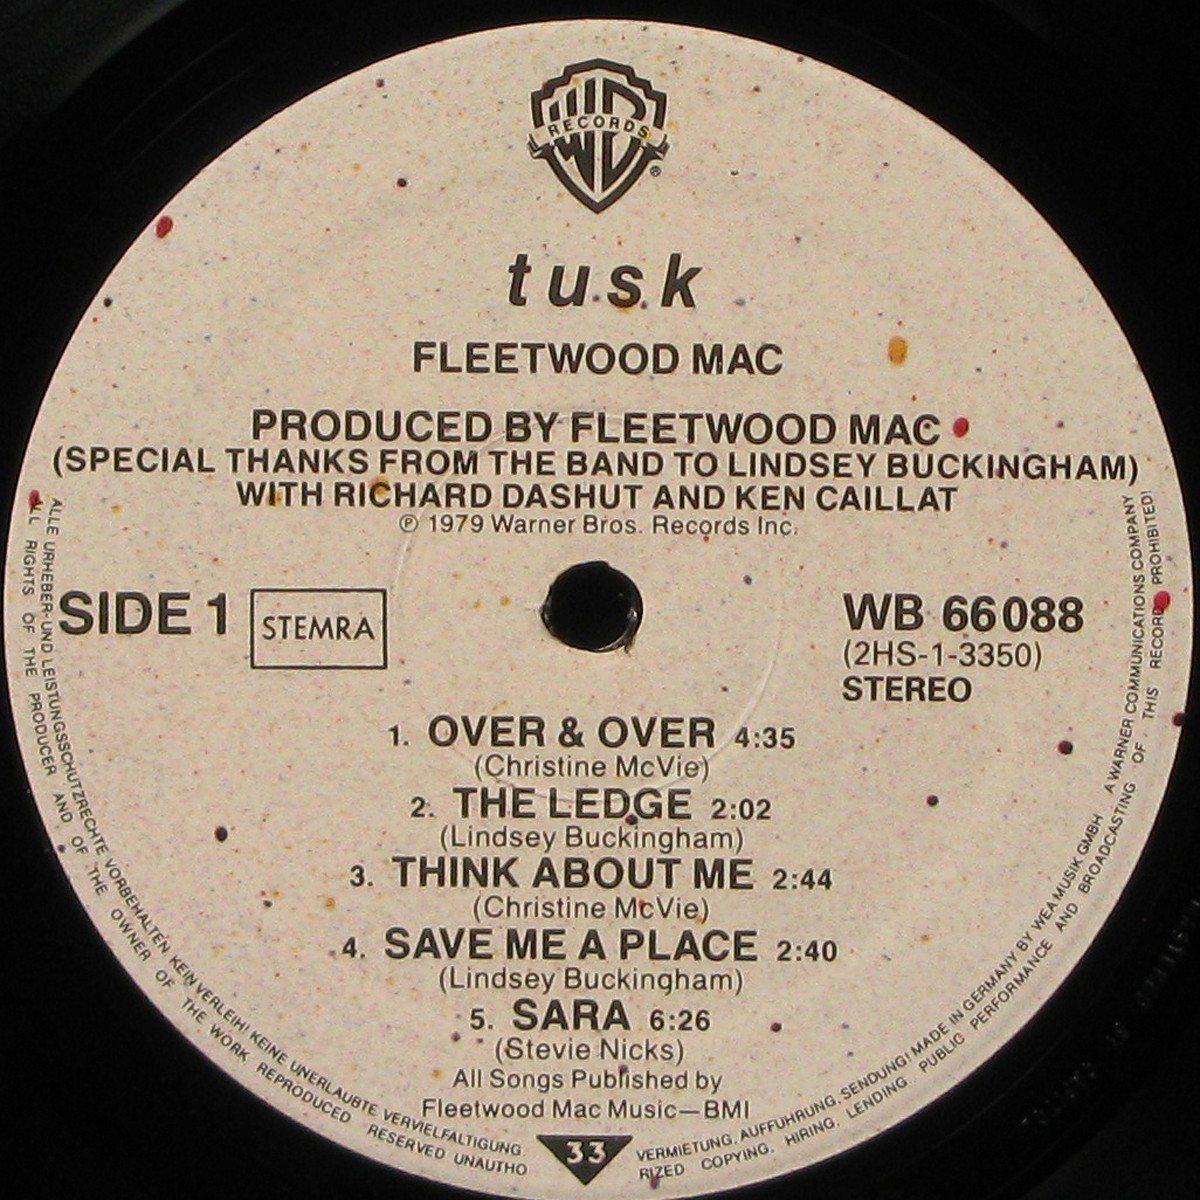 WB
RECORDS
®
tusk
FLEETWOOD MAC
PRODUCED BY FLEETWOOD MAC
(SPECIAL THANKS FROM THE BAND TO LINDSEY BUCKINGHAM)
WITH RICHARD DASHUT AND KEN CAILLAT
℗ 1979 Warner Bros. Records Inc.
SIDE 1
STEMRA
WB 66 088
(2HS-1-3350)
STEREO
1. OVER & OVER 4:35
(Christine McVie)
2. THE LEDGE 2:02
(Lindsey Buckingham)
3. THINK ABOUT ME 2:44
(Christine McVie)
4. SAVE ME A PLACE 2:40
(Lindsey Buckingham)
5. SARA 6:26
(Stevie Nicks)
All Songs Published by
Fleetwood Mac Music—BMI
33
ALLE URHEBER- UND LEISTUNGSSCHUTZRECHTE VORBEHALTEN KEIN VERLEIH! KEINE UNERLAUBTE VERVIELFALTIGUNG, VERMIETUNG, AUFFUHRUNG, SENDUNG! MADE IN GERMANY BY WEA MUSIK GMBH A WARNER COMMUNICATIONS COMPANY
ALL RIGHTS OF THE PRODUCER AND OF THE OWNER OF THE WORK REPRODUCED RESERVED UNAUTHORIZED COPYING, HIRING, LENDING, PUBLIC PERFORMANCE AND BROADCASTING OF THIS RECORD PROHIBITED!